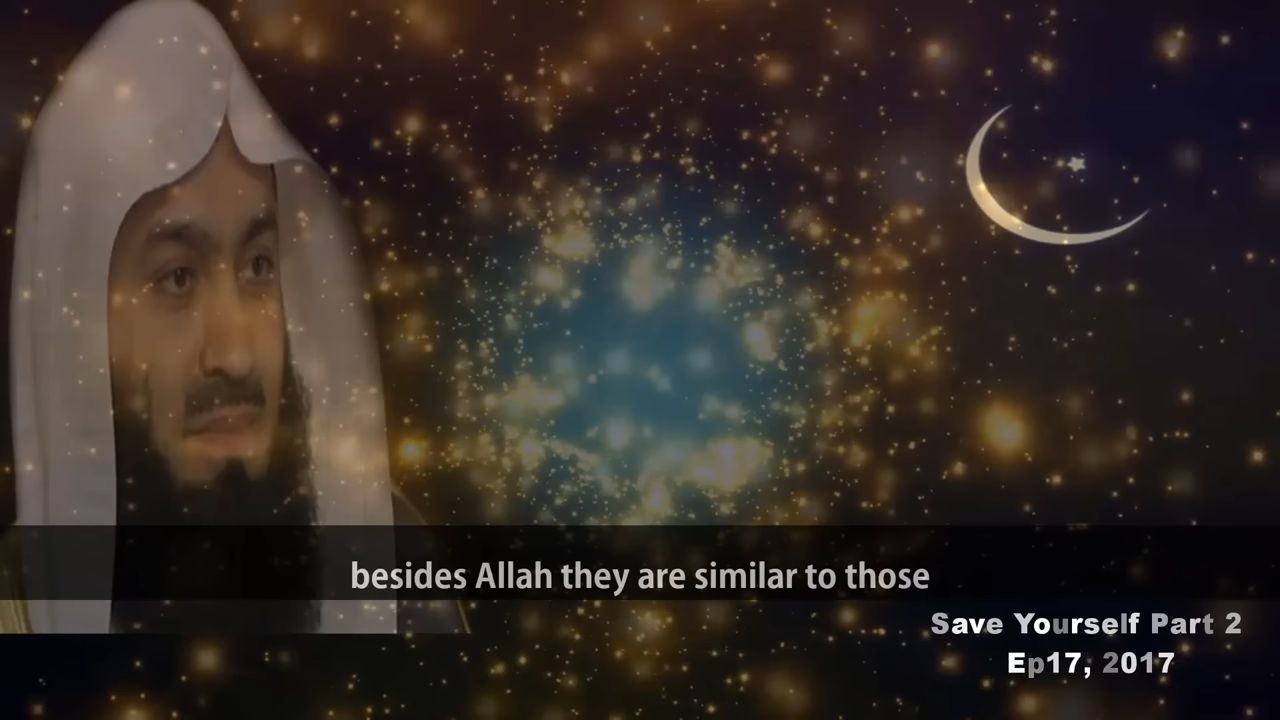 besides Allah they are similar to those
Save Yourself Part 2
Ep17, 2017